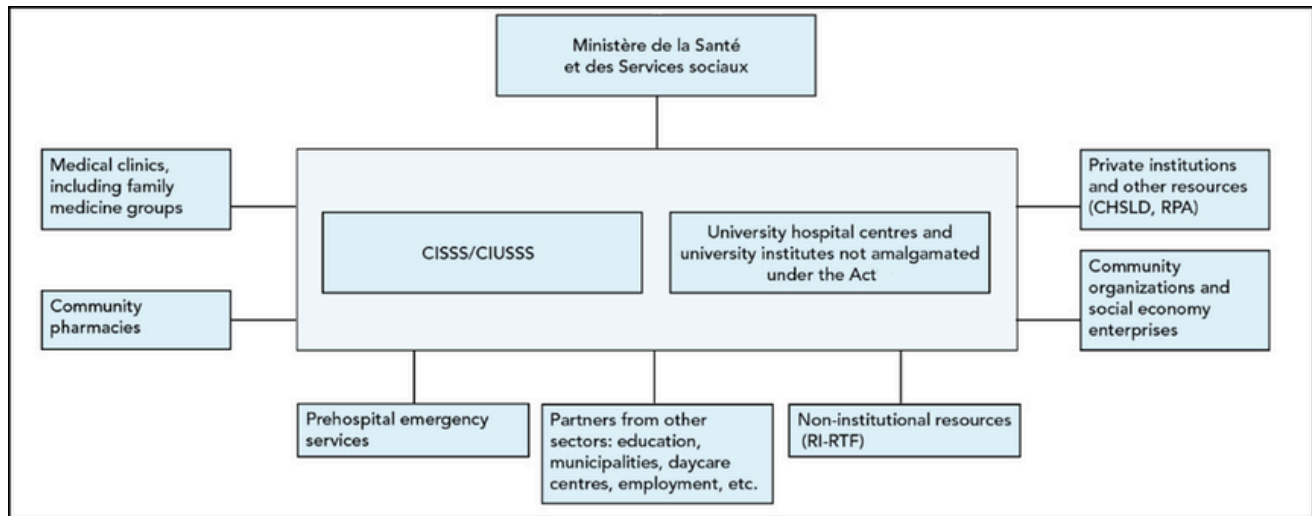 Ministère de la Santé
et des Services sociaux
Medical clinics,
including family
medicine groups
Private institutions
and other resources
(CHSLD, RPA)
CISSS/CIUSSS
University hospital centres and
university institutes not amalgamated
under the Act
Community
pharmacies
Community
organizations and
social economy
enterprises
Prehospital emergency
services
Partners from other
sectors: education,
municipalities, daycare
centres, employment, etc.
Non-institutional resources
(RI-RTF)